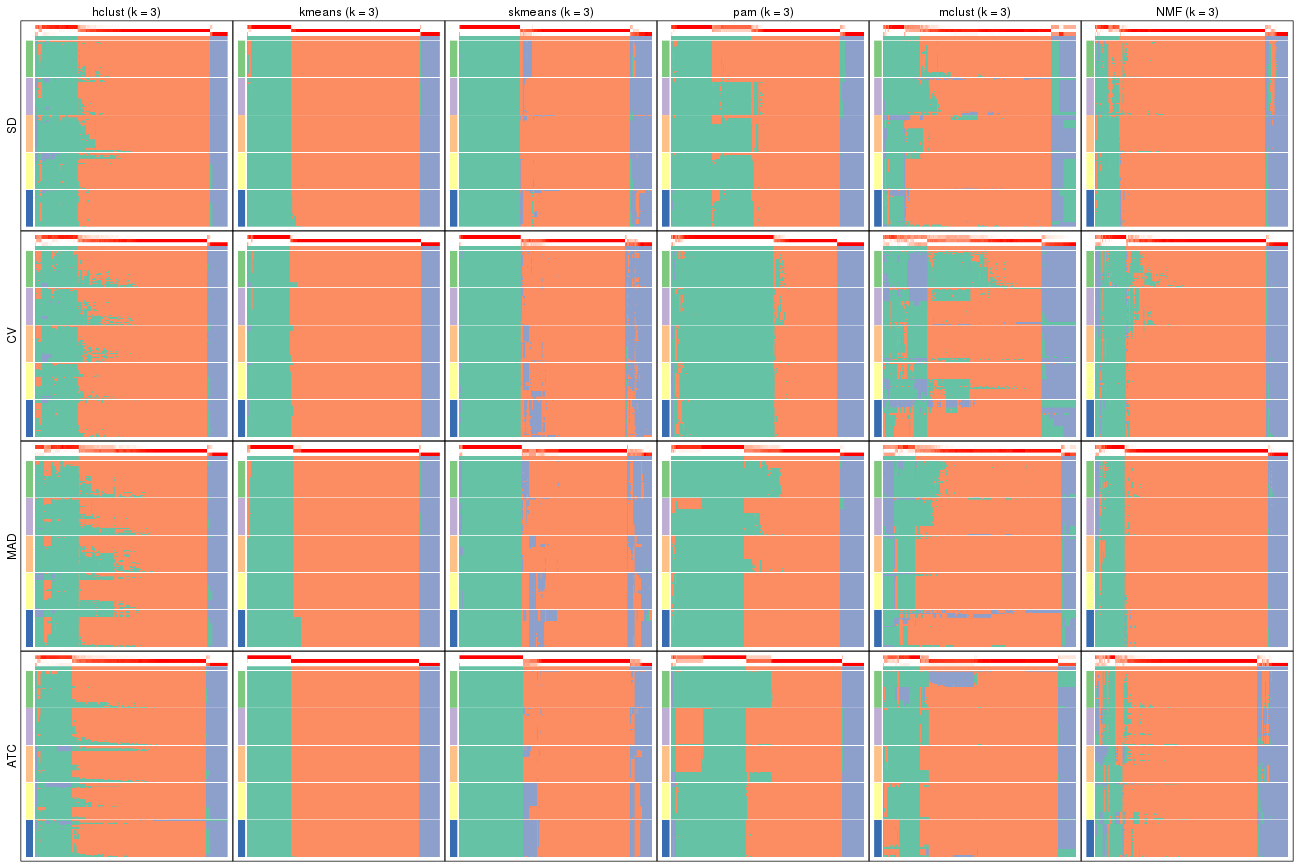 hclust (k = 3)
kmeans (k = 3)
skmeans (k = 3)
pam (k = 3)
mclust (k = 3)
NMF (k = 3)
SD
CV
MAD
ATC